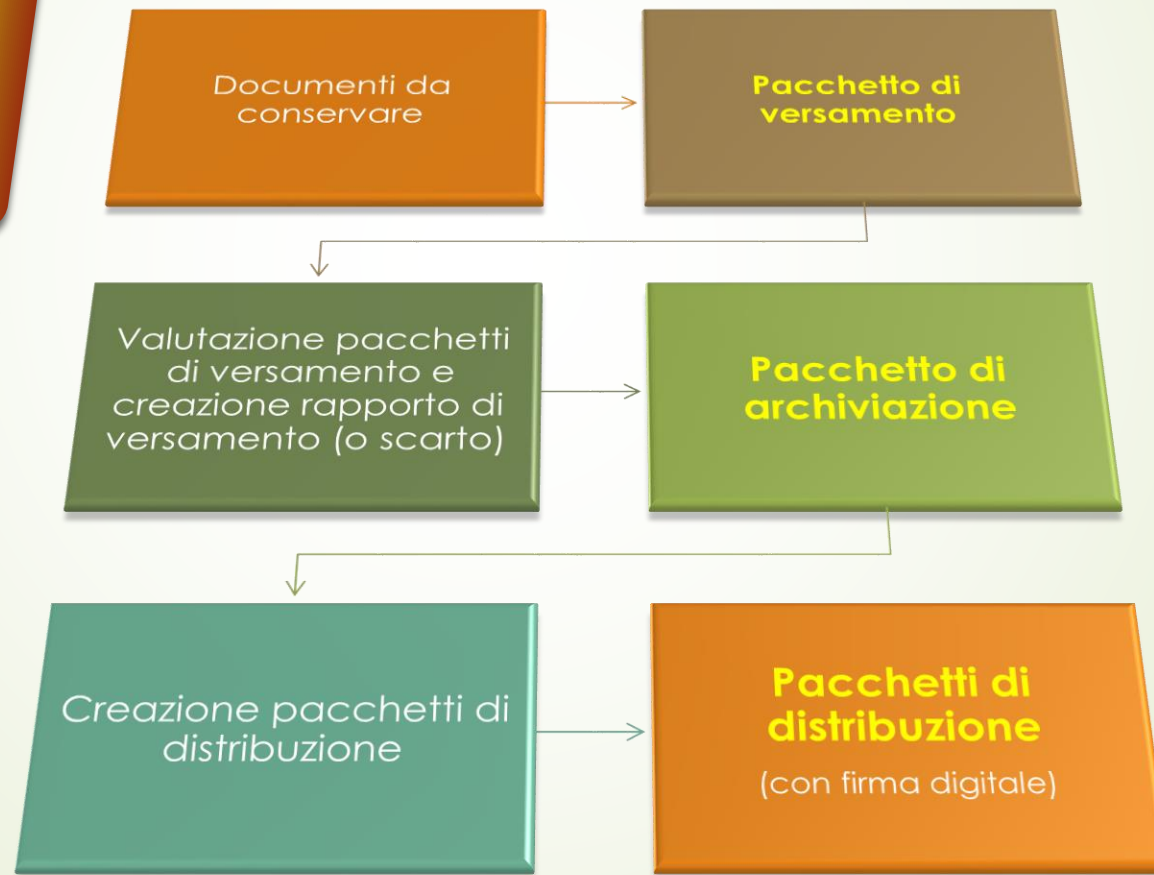 Documenti da
conservare
Pacchetto di
versamento
Valutazione pacchetti
di versamento e
creazione rapporto di
versamento (o scarto)
Pacchetto di
archiviazione
Creazione pacchetti di
distribuzione
Pacchetti di
distribuzione
(con firma digitale)